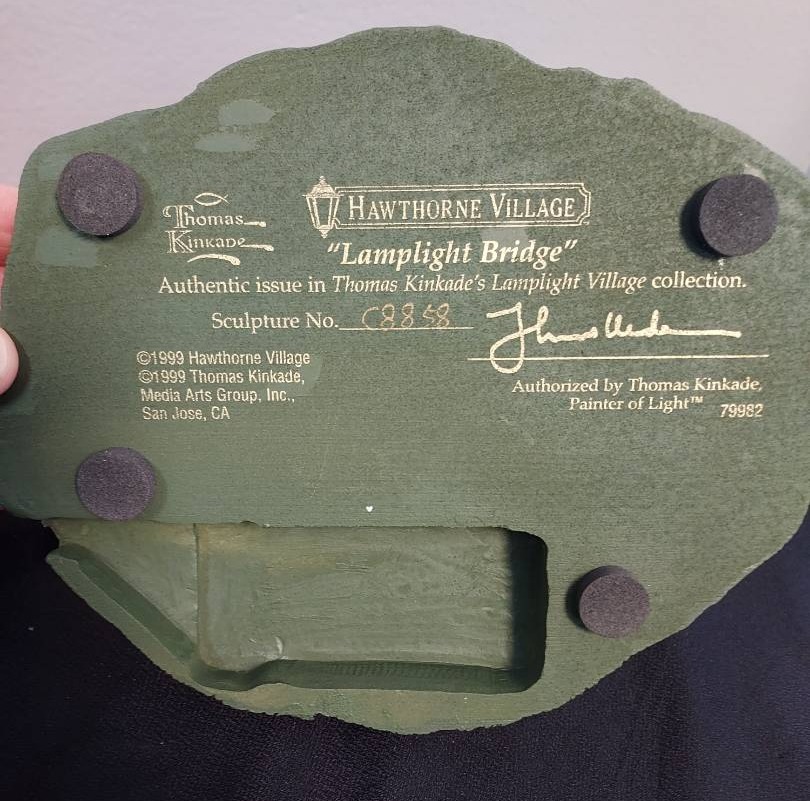 Thomas
Kinkade
HAWTHORNE VILLAGE
"Lamplight Bridge"
Authentic issue in Thomas Kinkade's Lamplight Village collection.
Sculpture No. C8858
Thomas Kinkade
©1999 Hawthorne Village
©1999 Thomas Kinkade,
Media Arts Group, Inc.,
San Jose, CA
Authorized by Thomas Kinkade,
Painter of Light™
79982